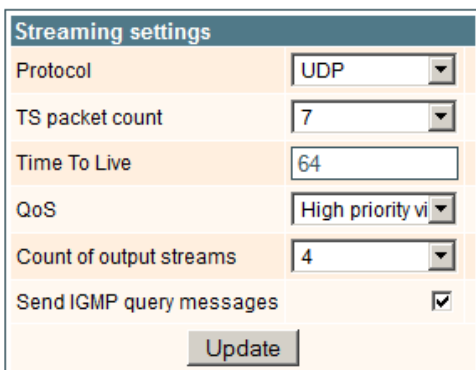 Streaming settings
Protocol UDP
TS packet count 7
Time To Live 64
QoS High priority vi
Count of output streams 4
Send IGMP query messages
Update